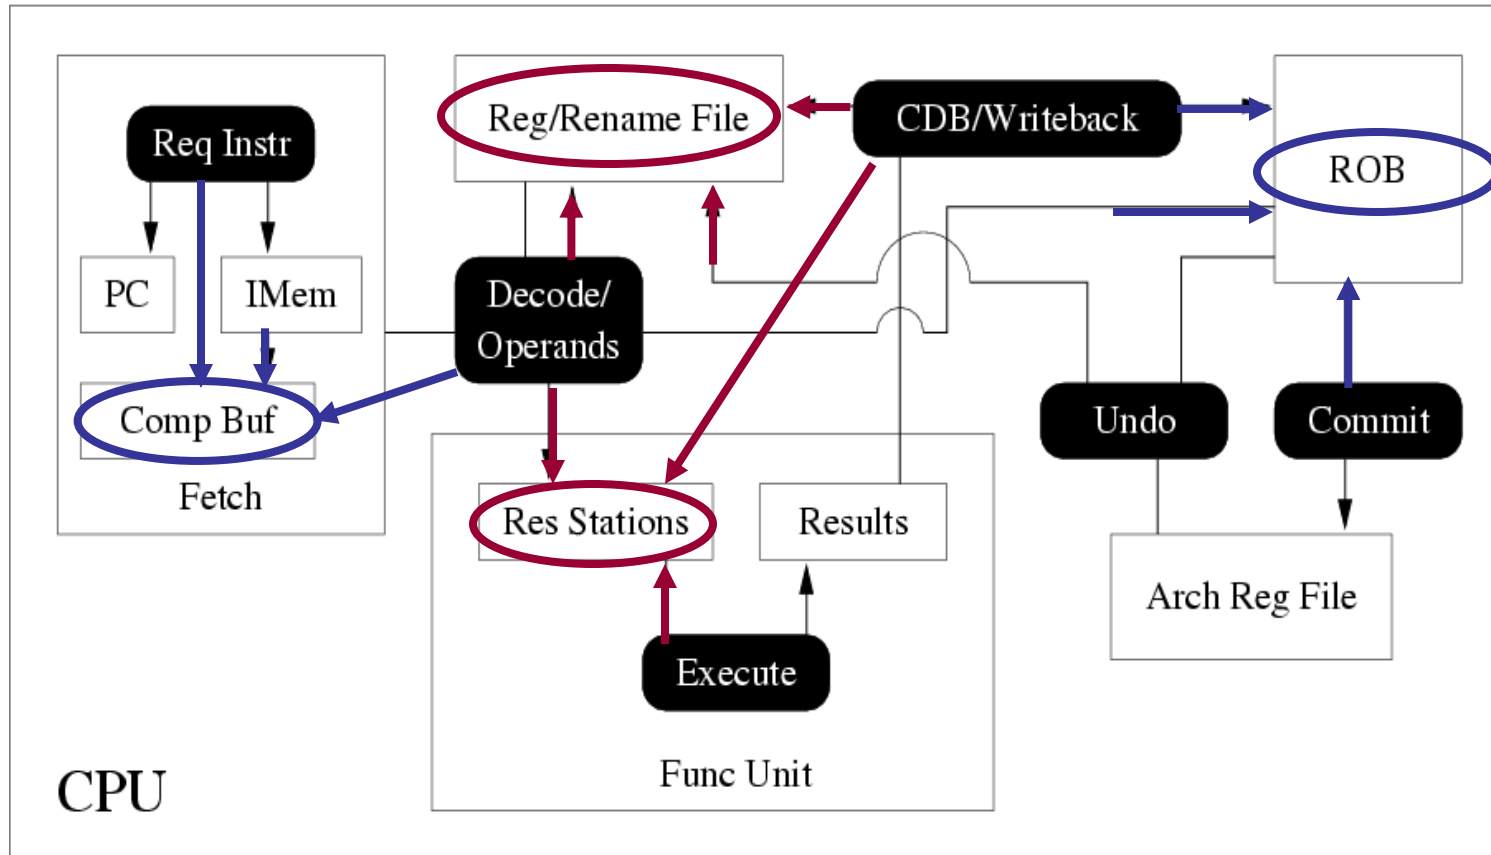 Req Instr
PC
IMem
Comp Buf
Fetch
Reg/Rename File
CDB/Writeback
ROB
Decode/
Operands
Undo
Commit
Res Stations
Results
Arch Reg File
Execute
Func Unit
CPU